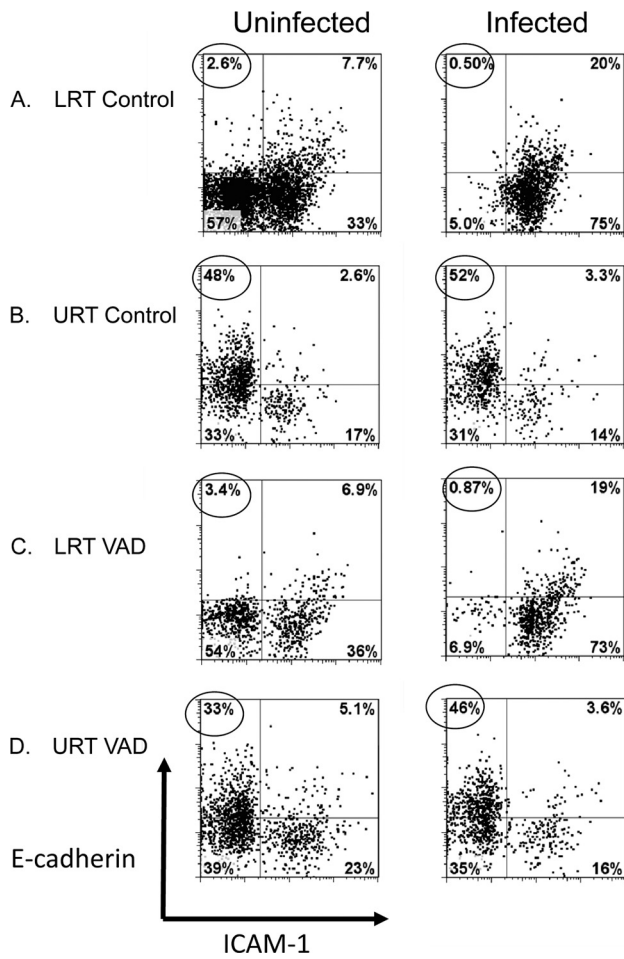 Uninfected Infected
2.6% 7.7% 0.50% 20%
A. LRT Control
57% 33% 5.0% 75%
48% 2.6% 52% 3.3%
B. URT Control
33% 17% 31% 14%
3.4% 6.9% 0.87% 19%
C. LRT VAD
54% 36% 6.9% 73%
33% 5.1% 46% 3.6%
D. URT VAD
E-cadherin
39% 23% 35% 16%
ICAM-1